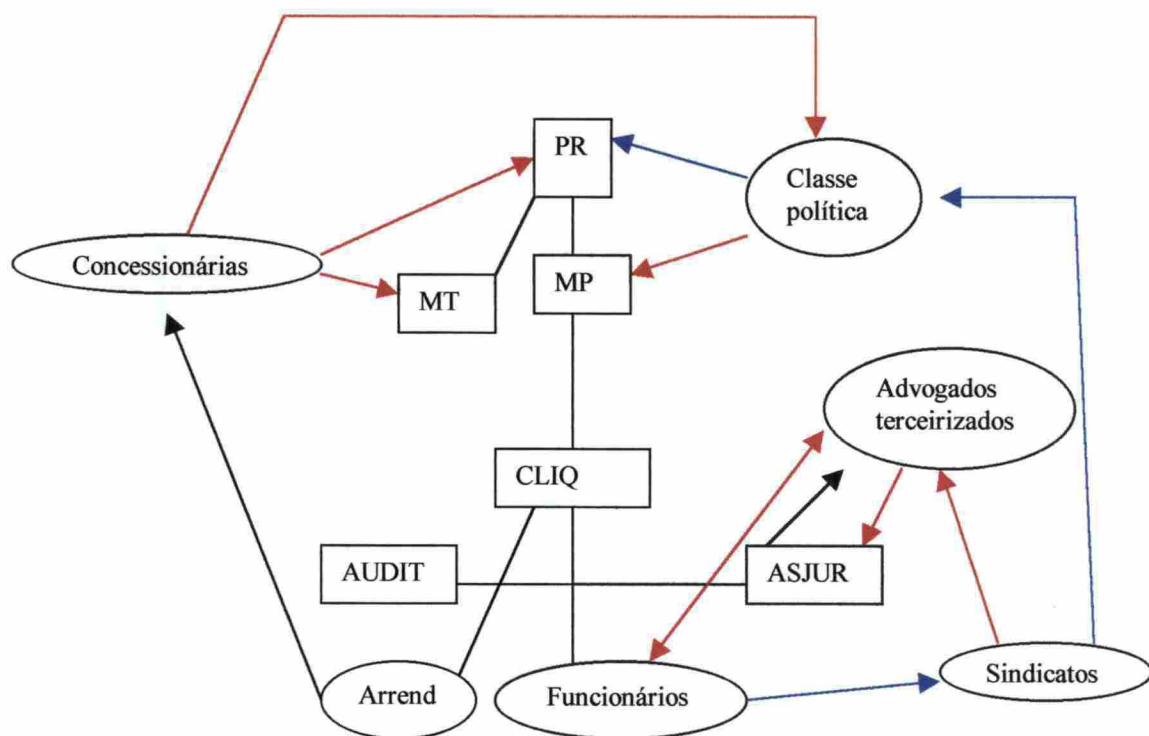 PR
Classe
política
Concessionárias
MT
MP
Advogados
terceirizados
CLIQ
AUDIT
ASJUR
Arrend
Funcionários
Sindicatos